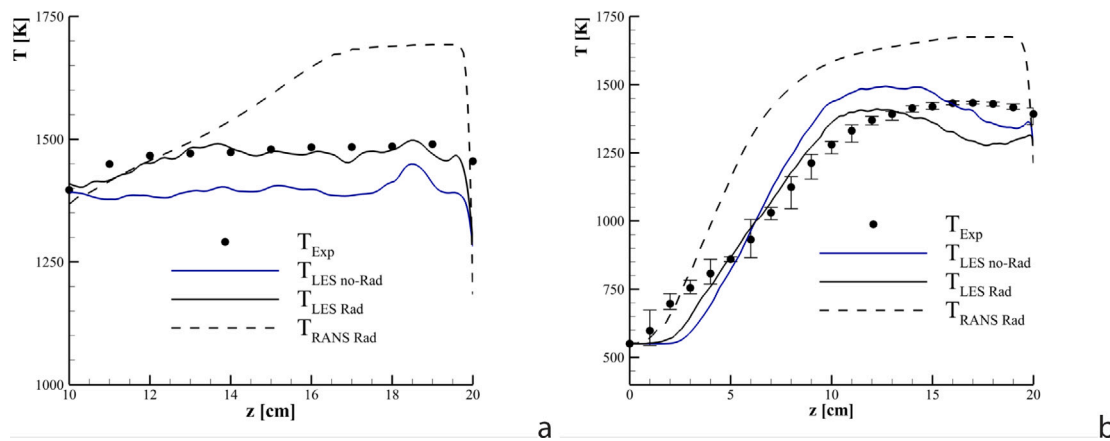 1750
1500
1250
1000
T [K]
10
12
14
16
18
20
z [cm]
T_Exp
T_LES no-Rad
T_LES Rad
T_RANS Rad
a
1750
1500
1250
1000
750
500
T [K]
0
5
10
15
20
z [cm]
T_Exp
T_LES no-Rad
T_LES Rad
T_RANS Rad
b